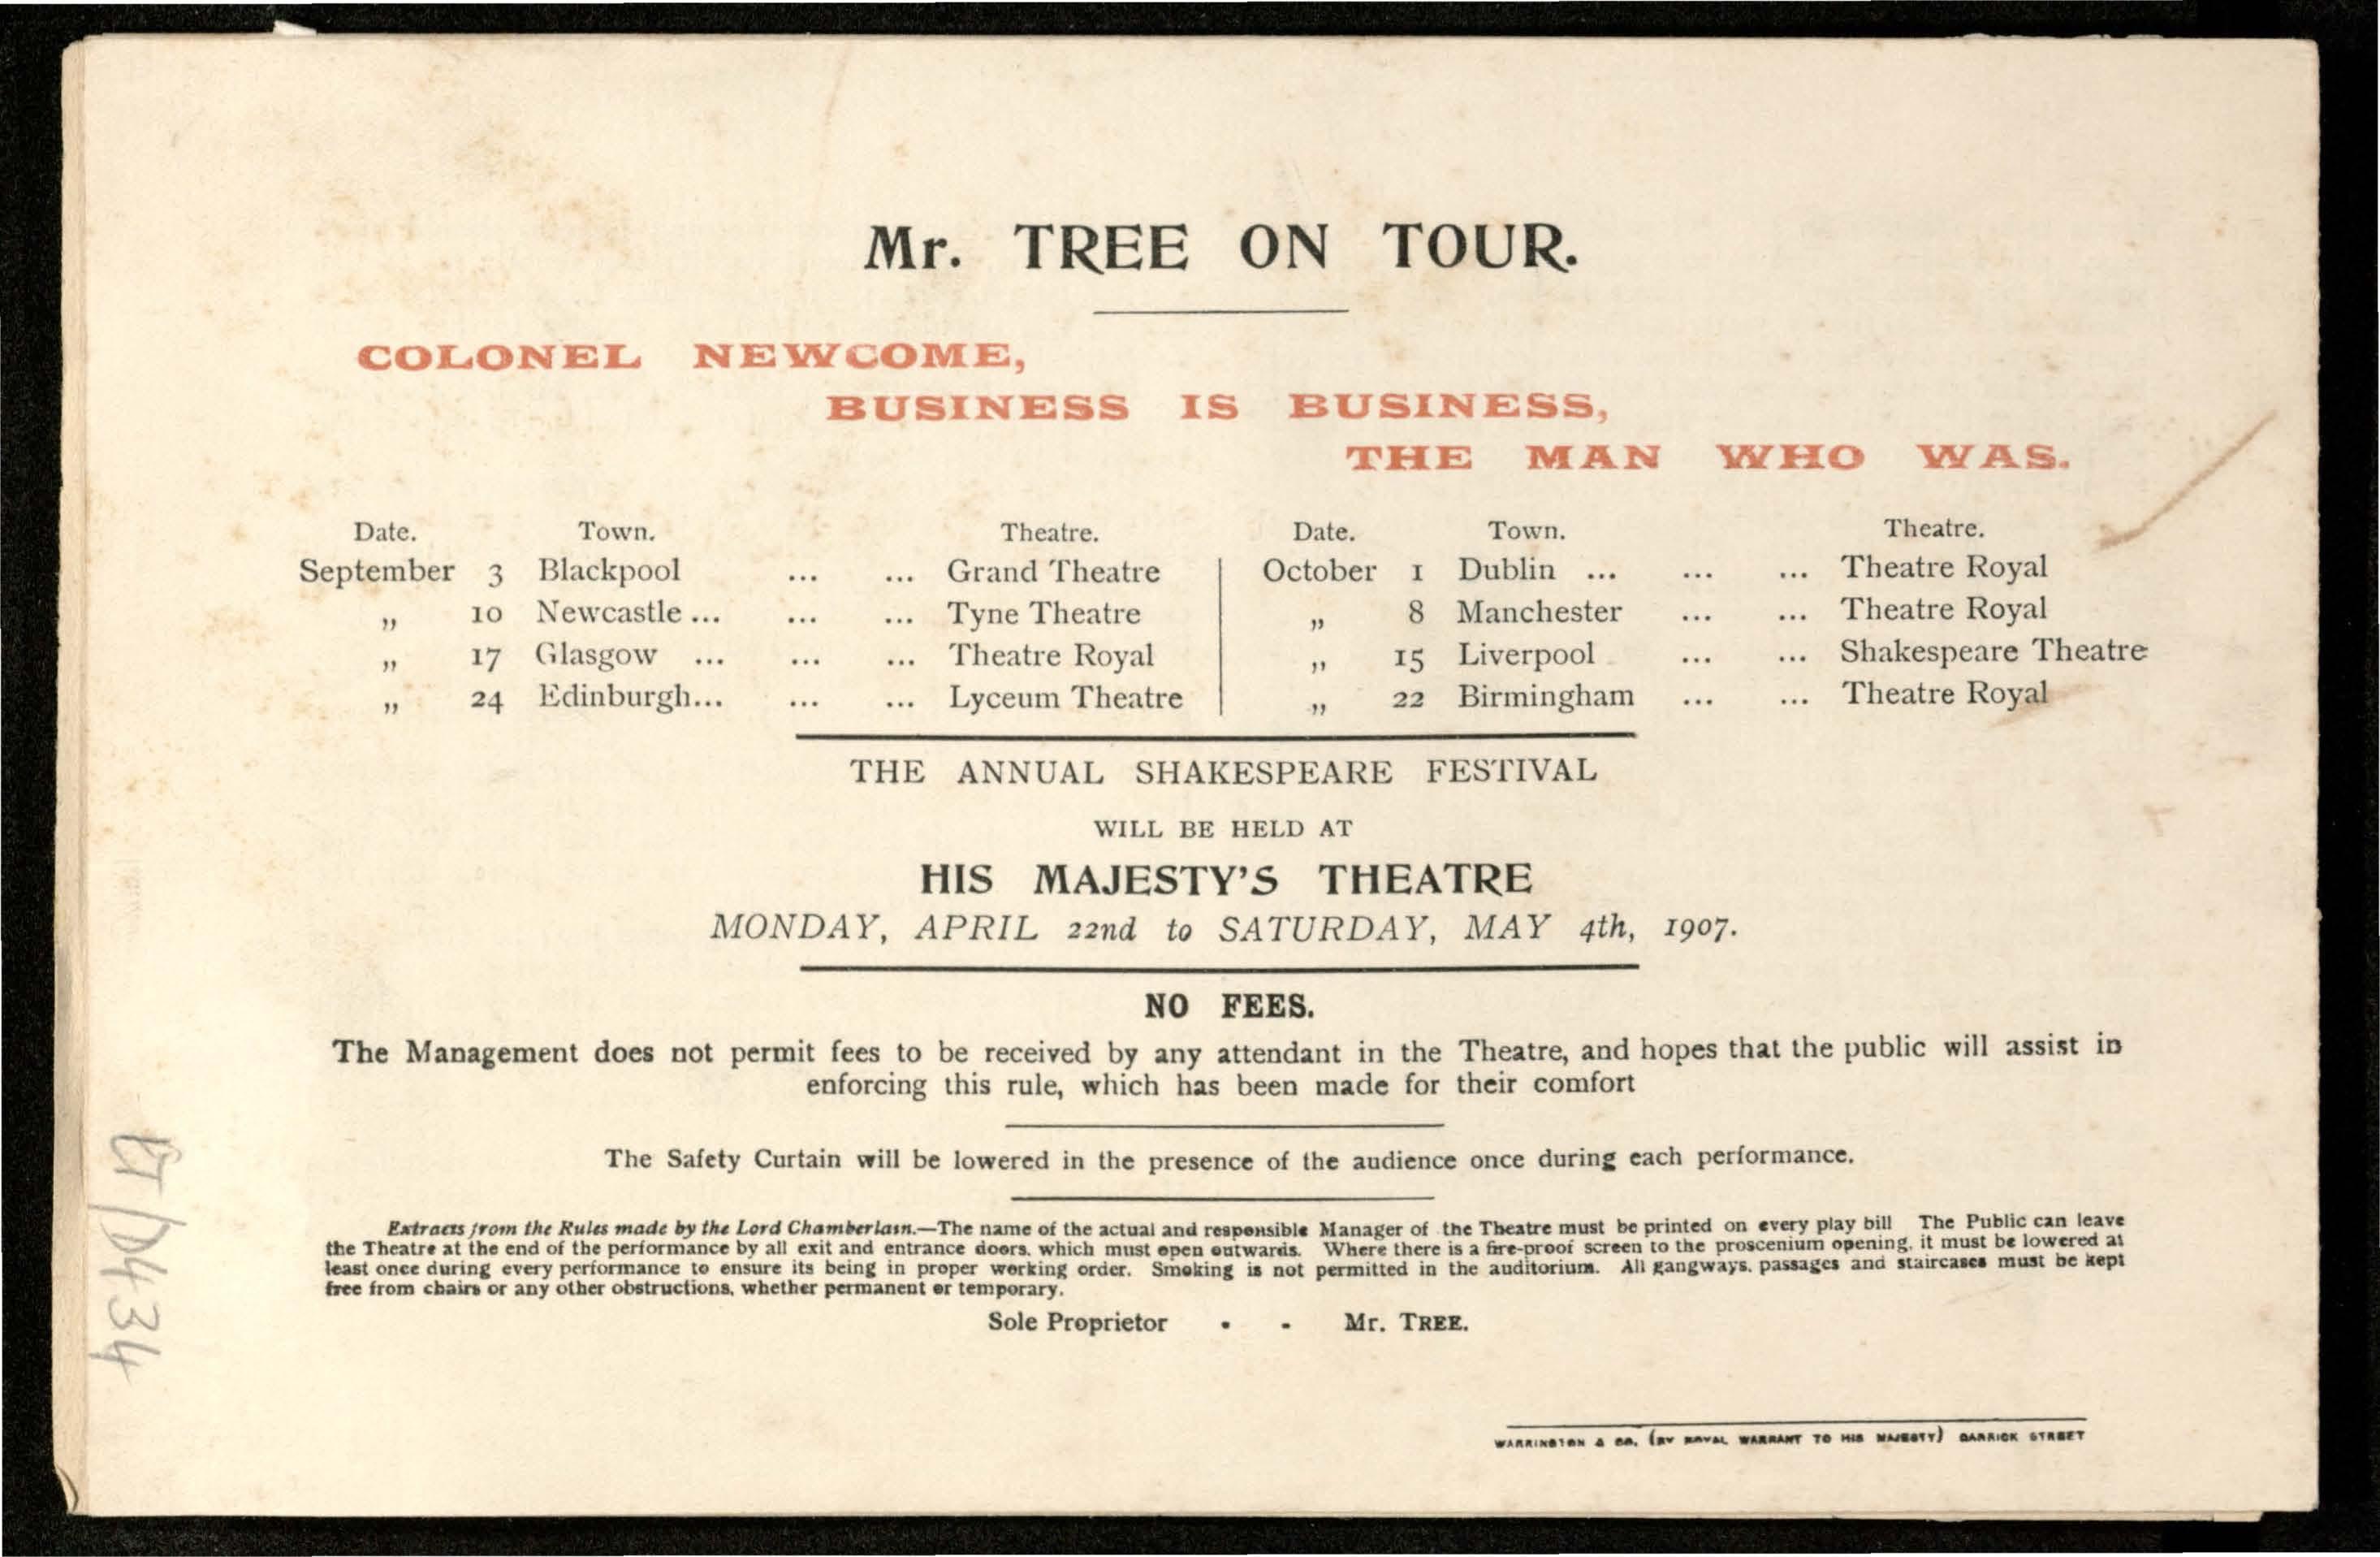 Mr. TREE ON TOUR.
COLONEL NEWCOME,
BUSINESS IS BUSINESS,
THE MAN WHO WAS.
Date. Town. Theatre. Date. Town. Theatre.
September 3 Blackpool ... ... Grand Theatre October 1 Dublin ... ... ... Theatre Royal
„ 10 Newcastle ... ... ... Tyne Theatre „ 8 Manchester ... ... Theatre Royal
„ 17 Glasgow ... ... ... Theatre Royal „ 15 Liverpool ... ... Shakespeare Theatre
„ 24 Edinburgh... ... ... Lyceum Theatre „ 22 Birmingham ... ... Theatre Royal
THE ANNUAL SHAKESPEARE FESTIVAL
WILL BE HELD AT
HIS MAJESTY'S THEATRE
MONDAY, APRIL 22nd to SATURDAY, MAY 4th, 1907.
NO FEES.
The Management does not permit fees to be received by any attendant in the Theatre, and hopes that the public will assist in
enforcing this rule, which has been made for their comfort
The Safety Curtain will be lowered in the presence of the audience once during each performance.
Extracts from the Rules made by the Lord Chamberlain.—The name of the actual and responsible Manager of the Theatre must be printed on every play bill The Public can leave
the Theatre at the end of the performance by all exit and entrance doors, which must open outwards. Where there is a fire-proof screen to the proscenium opening, it must be lowered at
least once during every performance to ensure its being in proper working order. Smoking is not permitted in the auditorium. All gangways, passages and staircases must be kept
free from chairs or any other obstructions, whether permanent or temporary.
Sole Proprietor - - Mr. TREE.
WARRINGTON & CO. (BY ROYAL WARRANT TO HIS MAJESTY) GARRICK STREET
/D434